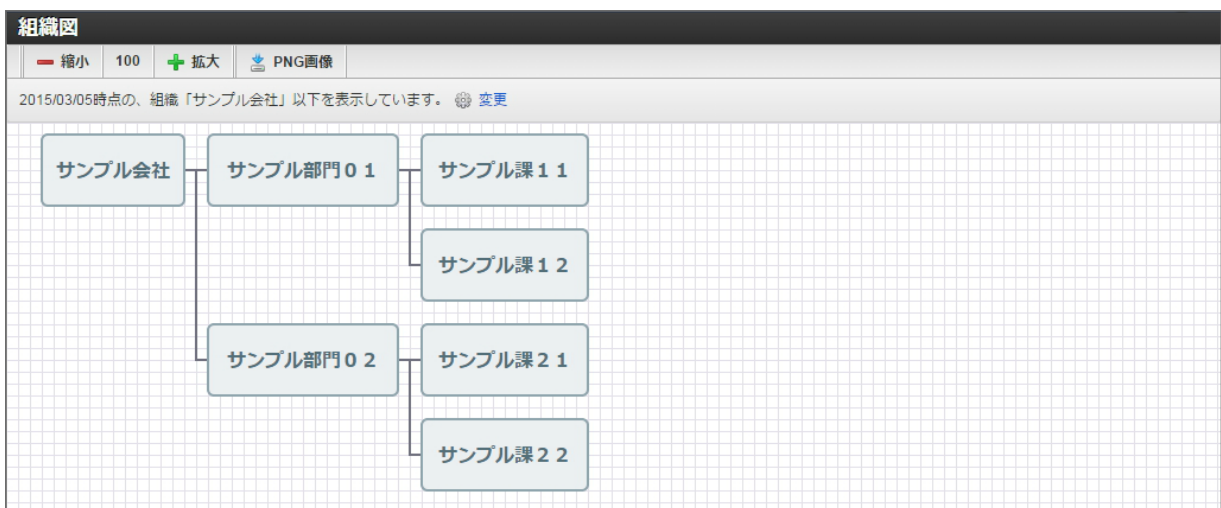 組織図
縮小 100 拡大 PNG画像
2015/03/05時点の、組織「サンプル会社」以下を表示しています。 変更
サンプル会社 サンプル部門０１ サンプル課１１
サンプル課１２
サンプル部門０２ サンプル課２１
サンプル課２２